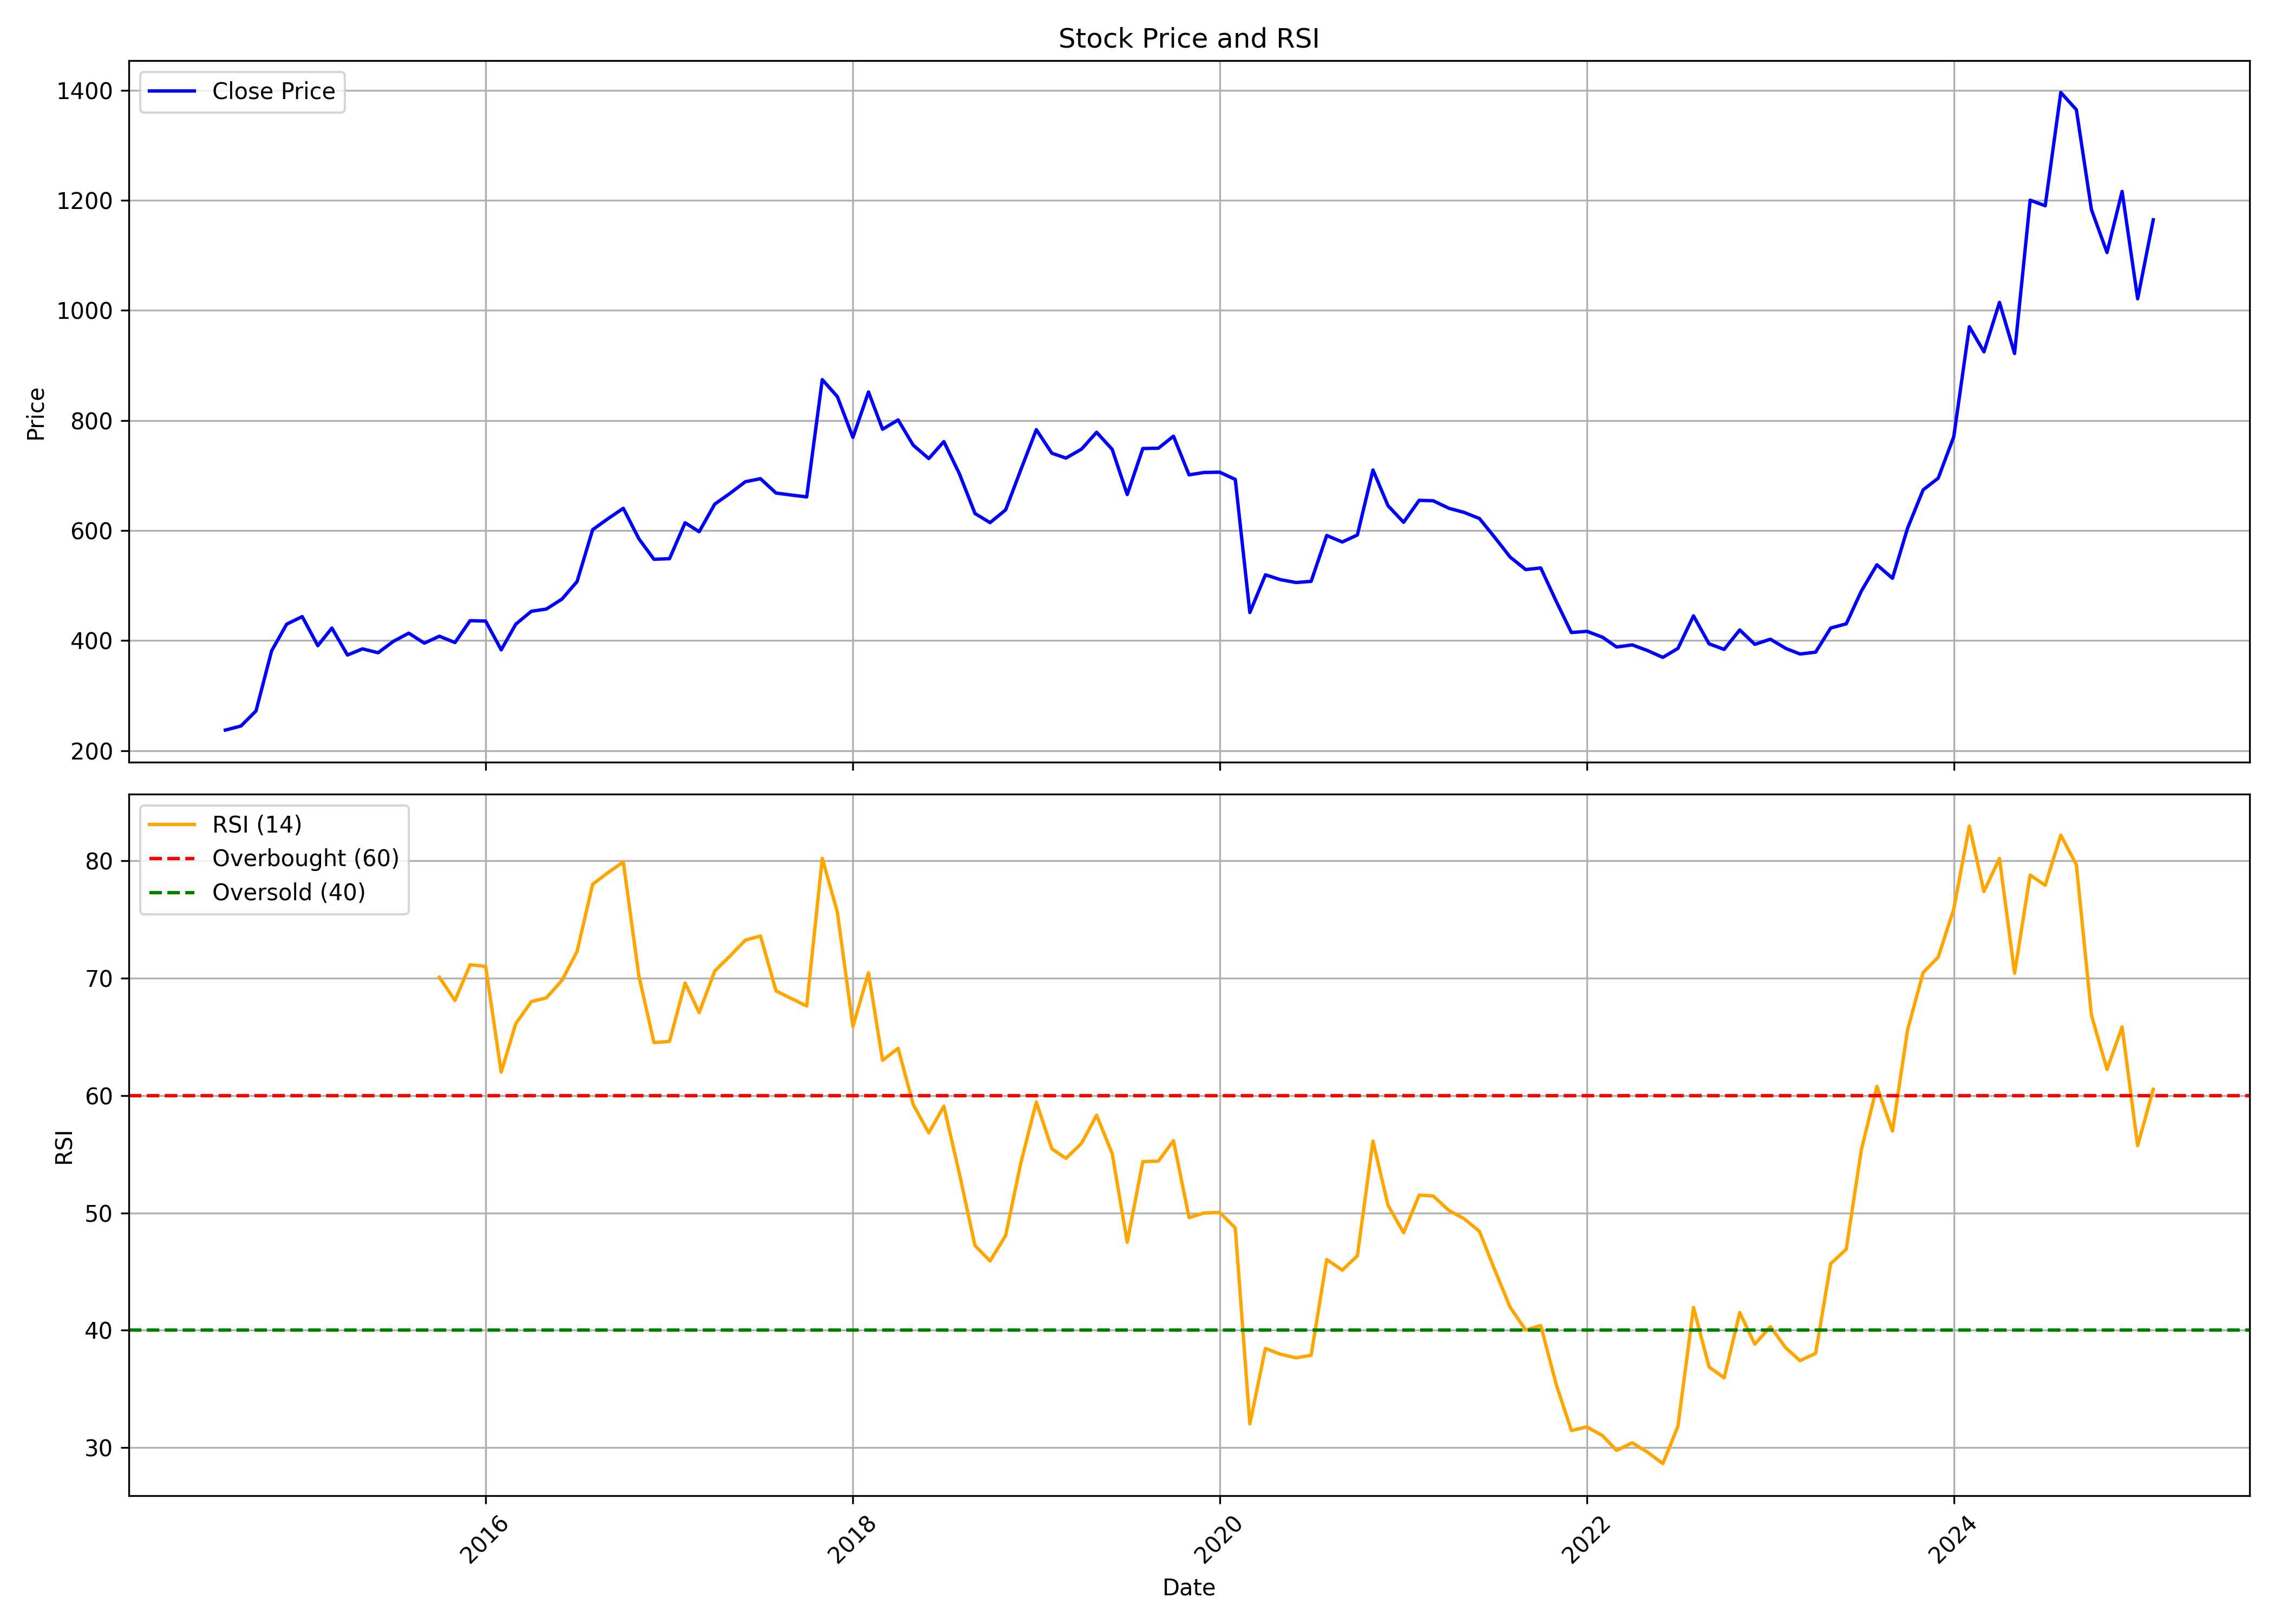 Stock Price and RSI
Close Price
1400
1200
1000
800
600
400
200
Price
RSI (14)
Overbought (60)
Oversold (40)
80
70
60
50
40
30
RSI
2016
2018
2020
2022
2024
Date